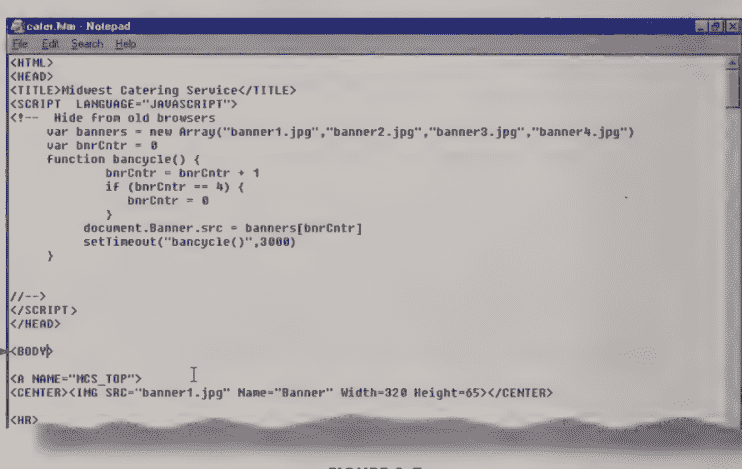 cater.htm - Notepad
File Edit Search Help
<HTML>
<HEAD>
<TITLE>Midwest Catering Service</TITLE>
<SCRIPT LANGUAGE="JAVASCRIPT">
<!-- Hide from old browsers
var banners = new Array("banner1.jpg","banner2.jpg","banner3.jpg","banner4.jpg")
var bnrCntr = 0
function bancycle() {
bnrCntr = bnrCntr + 1
if (bnrCntr == 4) {
bnrCntr = 0
}
document.Banner.src = banners[bnrCntr]
setTimeout("bancycle()",3000)
}
//-->
</SCRIPT>
</HEAD>
<BODY>
<A NAME="MCS_TOP">
<CENTER><IMG SRC="banner1.jpg" Name="Banner" Width=320 Height=65></CENTER>
<HR>